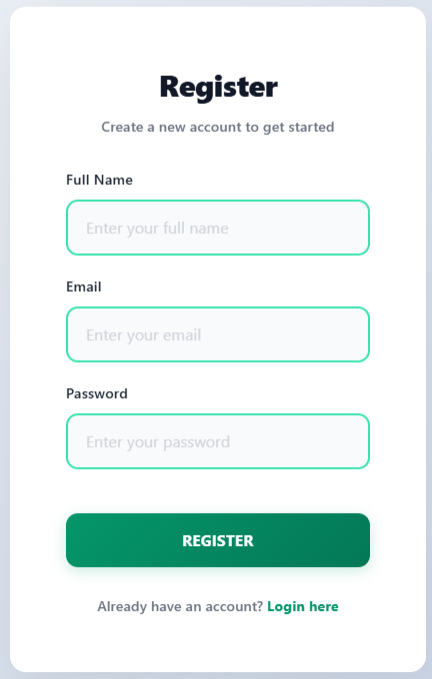 Register
Create a new account to get started
Full Name
Enter your full name
Email
Enter your email
Password
Enter your password
REGISTER
Already have an account? Login here